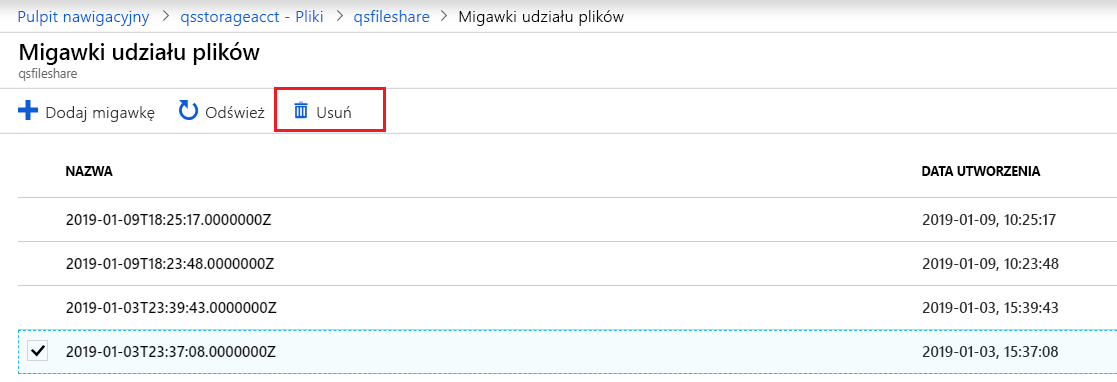 Pulpit nawigacyjny > qsstorageacct - Pliki > qsfileshare > Migawki udziału plików
Migawki udziału plików
qsfileshare
Dodaj migawkę Odśwież Usuń
NAZWA DATA UTWORZENIA
2019-01-09T18:25:17.0000000Z 2019-01-09, 10:25:17
2019-01-09T18:23:48.0000000Z 2019-01-09, 10:23:48
2019-01-03T23:39:43.0000000Z 2019-01-03, 15:39:43
2019-01-03T23:37:08.0000000Z 2019-01-03, 15:37:08